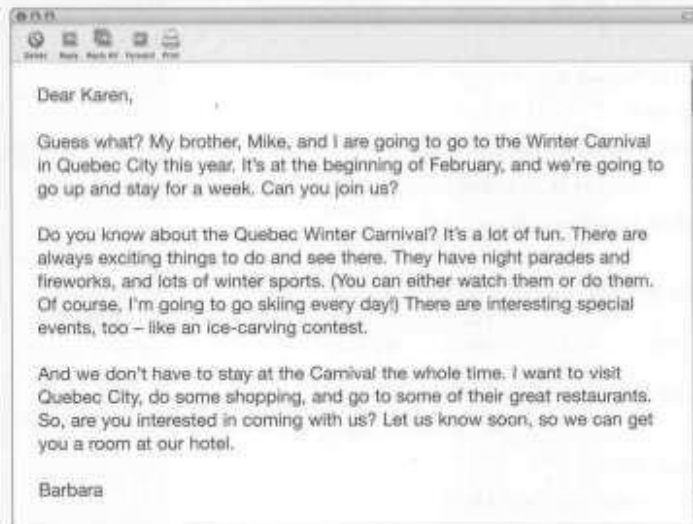 Delete Reply Reply All Forward Print
Dear Karen,
Guess what? My brother, Mike, and I are going to go to the Winter Carnival
in Quebec City this year. It's at the beginning of February, and we're going to
go up and stay for a week. Can you join us?
Do you know about the Quebec Winter Carnival? It's a lot of fun. There are
always exciting things to do and see there. They have night parades and
fireworks, and lots of winter sports. (You can either watch them or do them.
Of course, I'm going to go skiing every day!) There are interesting special
events, too – like an ice-carving contest.
And we don't have to stay at the Carnival the whole time. I want to visit
Quebec City, do some shopping, and go to some of their great restaurants.
So, are you interested in coming with us? Let us know soon, so we can get
you a room at our hotel.
Barbara